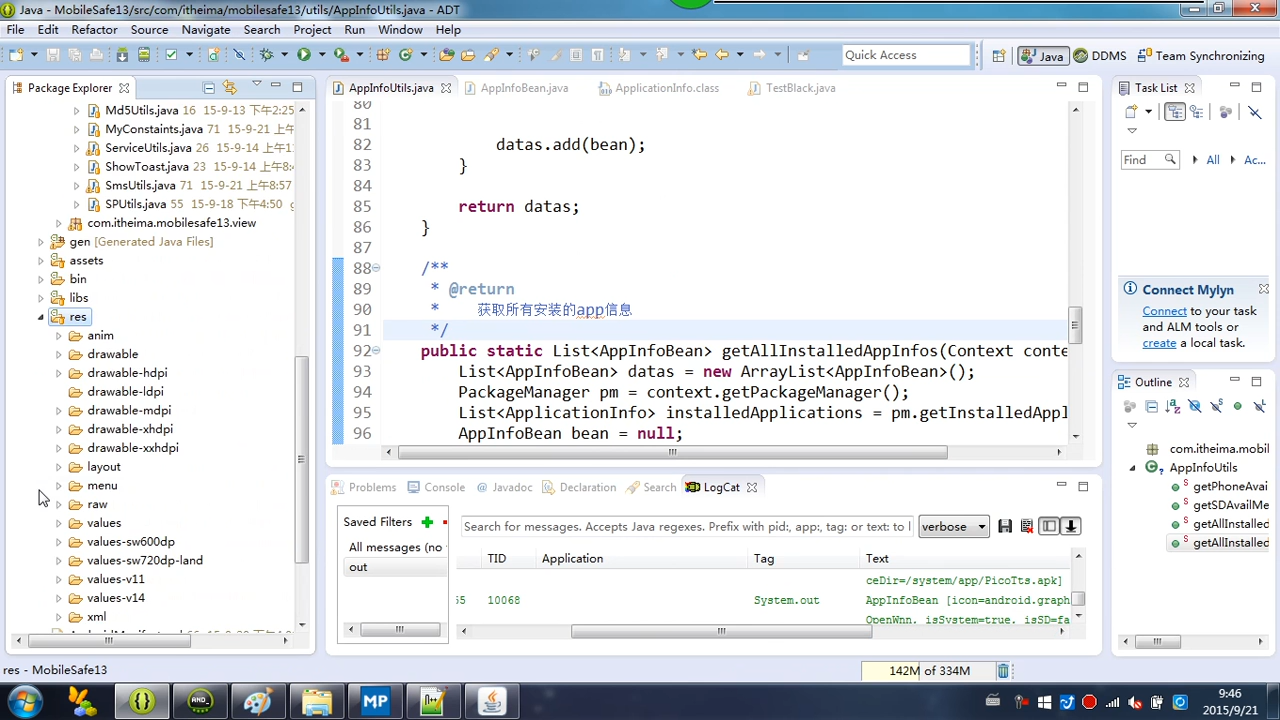 Java - MobileSafe13/src/com/itheima/mobilesafe13/utils/AppInfoUtils.java - ADT
File Edit Refactor Source Navigate Search Project Run Window Help
Quick Access Java DDMS Team Synchronizing
Package Explorer
Md5Utils.java 16 15-9-13 下午2:25
MyConstaints.java 71 15-9-21 上午
ServiceUtils.java 26 15-9-14 上午
ShowToast.java 23 15-9-14 上午8:4
SmsUtils.java 71 15-9-21 上午8:57
SPUtils.java 55 15-9-18 下午4:50 g
com.itheima.mobilesafe13.view
gen [Generated Java Files]
assets
bin
libs
res
anim
drawable
drawable-hdpi
drawable-ldpi
drawable-mdpi
drawable-xhdpi
drawable-xxhdpi
layout
menu
raw
values
values-sw600dp
values-sw720dp-land
values-v11
values-v14
xml
AppInfoUtils.java AppInfoBean.java ApplicationInfo.class TestBlack.java
80
81
82 datas.add(bean);
83 }
84
85 return datas;
86 }
87
88 /**
89 * @return
90 * 获取所有安装的app信息
91 */
92 public static List<AppInfoBean> getAllInstalledAppInfos(Context conte
93 List<AppInfoBean> datas = new ArrayList<AppInfoBean>();
94 PackageManager pm = context.getPackageManager();
95 List<ApplicationInfo> installedApplications = pm.getInstalledAppl
96 AppInfoBean bean = null;
Problems Console Javadoc Declaration Search LogCat
Saved Filters
All messages (no
out
Search for messages. Accepts Java regexes. Prefix with pid:, app:, tag: or text: to l verbose
TID Application Tag Text
ceDir=/system/app/PicoTts.apk]
55 10068 System.out AppInfoBean [icon=android.graph
OpenWnn, isSystem=true, isSD=fa
Task List
Find All Ac...
Connect Mylyn
Connect to your task
and ALM tools or
create a local task.
Outline
com.itheima.mobil
AppInfoUtils
getPhoneAvai
getSDAvailMe
getAllInstalled
getAllInstalled
res - MobileSafe13
142M of 334M
AND_
MP
9:46
2015/9/21